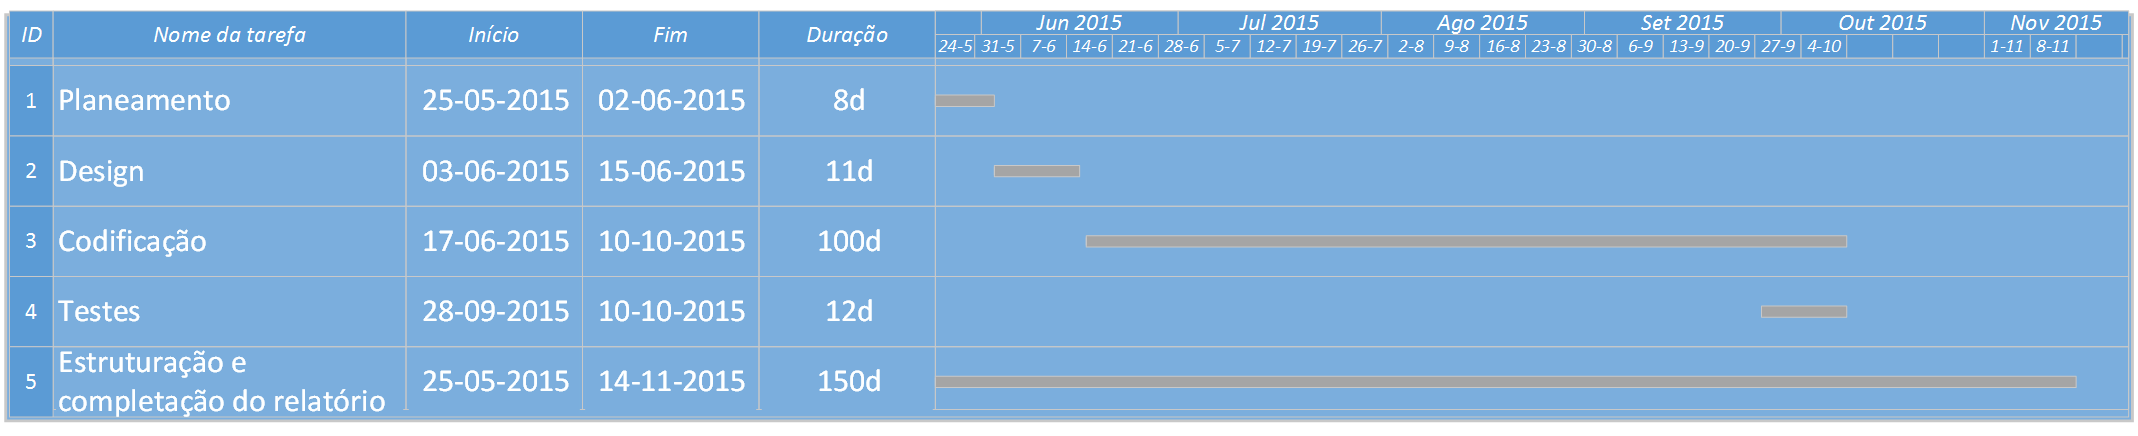 ID Nome da tarefa Início Fim Duração Jun 2015 Jul 2015 Ago 2015 Set 2015 Out 2015 Nov 2015
24-5 31-5 7-6 14-6 21-6 28-6 5-7 12-7 19-7 26-7 2-8 9-8 16-8 23-8 30-8 6-9 13-9 20-9 27-9 4-10 1-11 8-11
1 Planeamento 25-05-2015 02-06-2015 8d
2 Design 03-06-2015 15-06-2015 11d
3 Codificação 17-06-2015 10-10-2015 100d
4 Testes 28-09-2015 10-10-2015 12d
5 Estruturação e
completação do relatório 25-05-2015 14-11-2015 150d